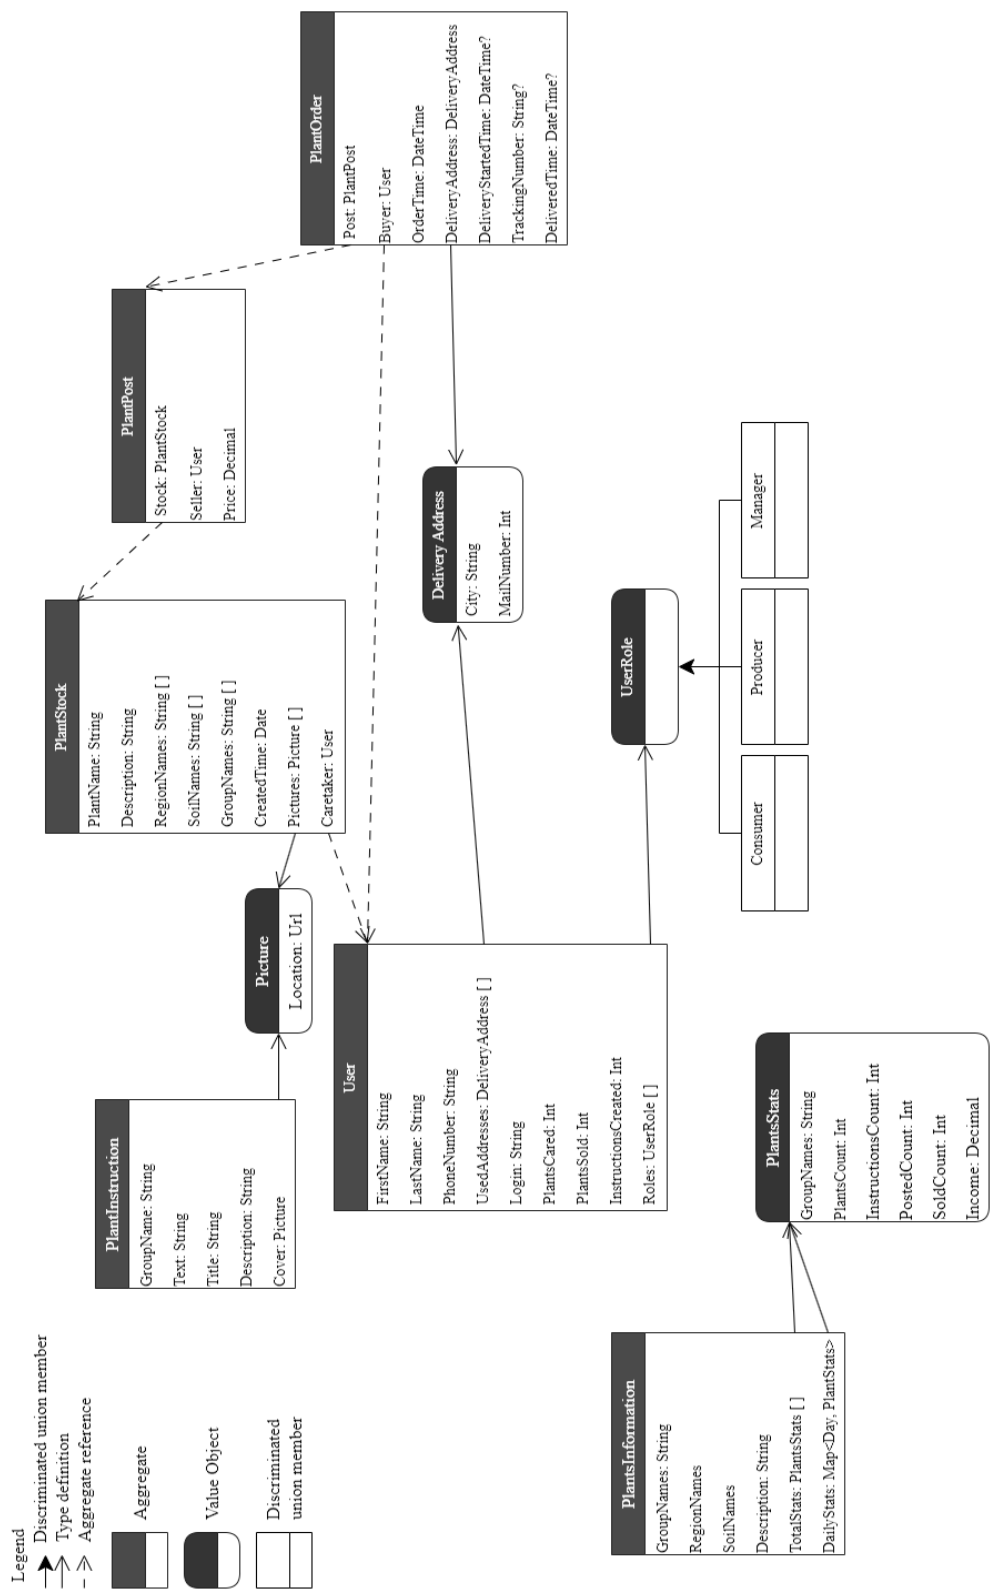 Legend
Discriminated union member
Type definition
Aggregate reference
Aggregate
Value Object
Discriminated
union member
PlantInstruction
GroupName: String
Text: String
Title: String
Description: String
Cover: Picture
Picture
Location: Url
PlantStock
PlantName: String
Description: String
RegionNames: String [ ]
SoilNames: String [ ]
GroupNames: String [ ]
CreatedTime: Date
Pictures: Picture [ ]
Caretaker: User
PlantPost
Stock: PlantStock
Seller: User
Price: Decimal
PlantOrder
Post: PlantPost
Buyer: User
OrderTime: DateTime
DeliveryAddress: DeliveryAddress
DeliveryStartedTime: DateTime?
TrackingNumber: String?
DeliveredTime: DateTime?
User
FirstName: String
LastName: String
PhoneNumber: String
UsedAddresses: DeliveryAddress [ ]
Login: String
PlantsCared: Int
PlantsSold: Int
InstructionsCreated: Int
Roles: UserRole [ ]
Delivery Address
City: String
MailNumber: Int
UserRole
Consumer
Producer
Manager
PlantsInformation
GroupNames: String
RegionNames
SoilNames
Description: String
TotalStats: PlantsStats [ ]
DailyStats: Map<Day, PlantStats>
PlantsStats
GroupNames: String
PlantsCount: Int
InstructionsCount: Int
PostedCount: Int
SoldCount: Int
Income: Decimal